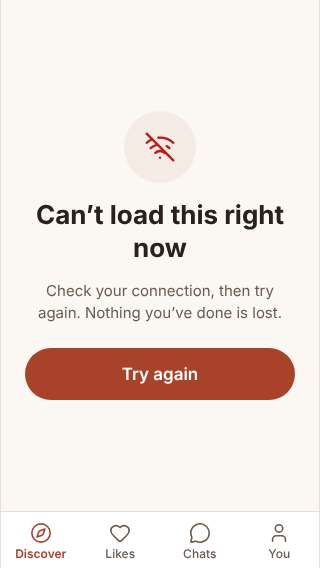 Can’t load this right
now
Check your connection, then try
again. Nothing you’ve done is lost.
Try again
Discover
Likes
Chats
You